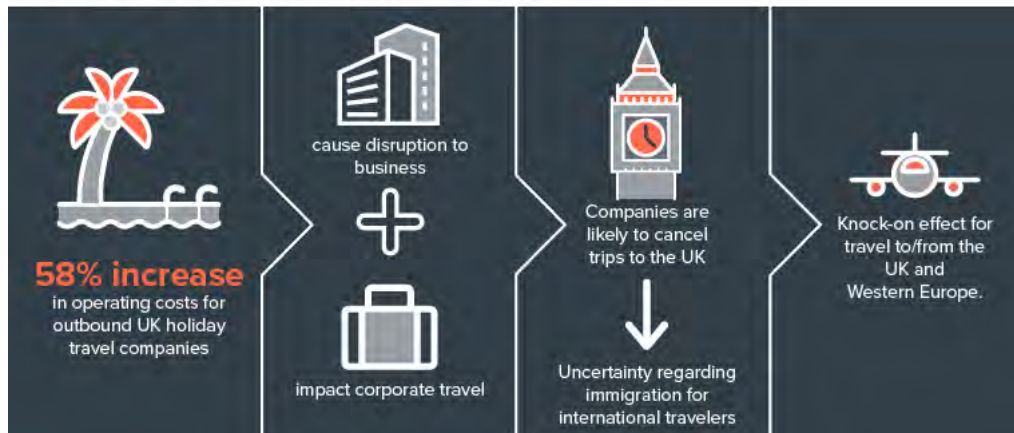 58% increase
in operating costs for
outbound UK holiday
travel companies
cause disruption to
business
impact corporate travel
Companies are
likely to cancel
trips to the UK
Uncertainty regarding
immigration for
international travelers
Knock-on effect for
travel to/from the
UK and
Western Europe.